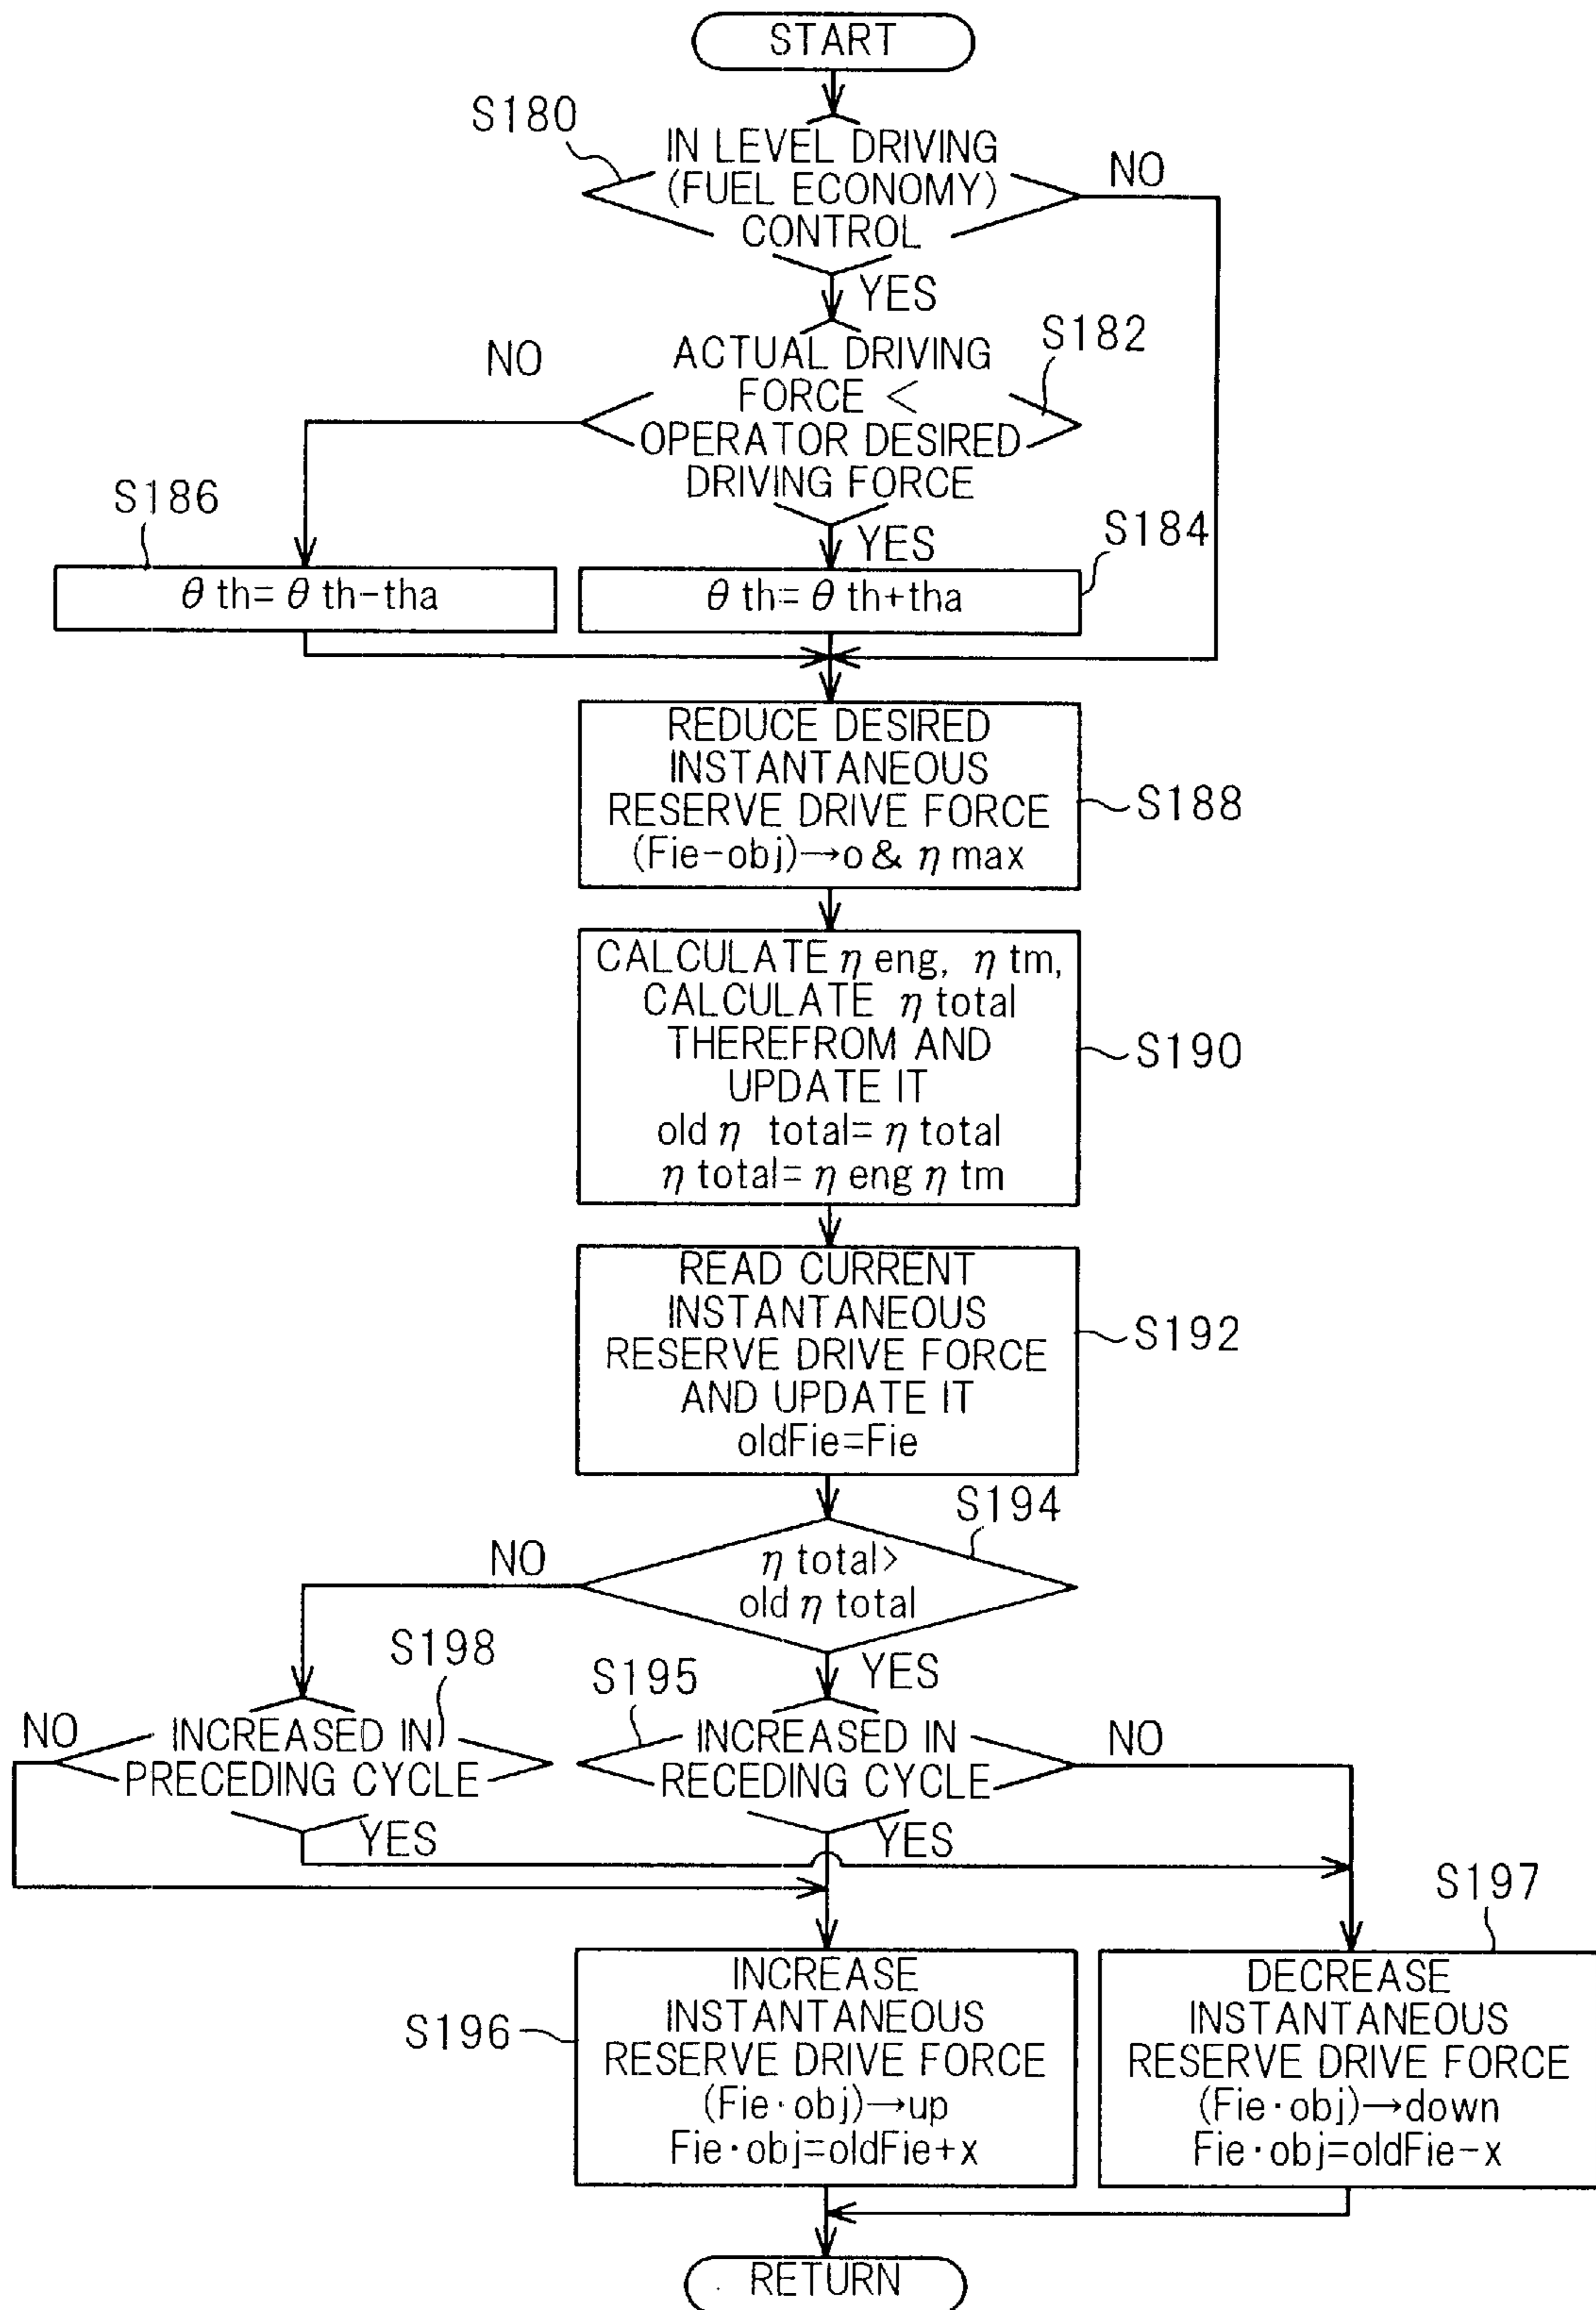 START
S180
IN LEVEL DRIVING
(FUEL ECONOMY)
CONTROL
NO
YES
S182
NO
ACTUAL DRIVING
FORCE <
OPERATOR DESIRED
DRIVING FORCE
S186
YES
S184
θ th= θ th-tha
θ th= θ th+tha
REDUCE DESIRED
INSTANTANEOUS
RESERVE DRIVE FORCE
(Fie-obj)→o & η max
S188
CALCULATE η eng, η tm,
CALCULATE η total
THEREFROM AND
UPDATE IT
old η total= η total
η total= η eng η tm
S190
READ CURRENT
INSTANTANEOUS
RESERVE DRIVE FORCE
AND UPDATE IT
oldFie=Fie
S192
S194
NO
η total>
old η total
YES
S198
S195
NO
INCREASED IN
PRECEDING CYCLE
INCREASED IN
RECEDING CYCLE
NO
YES
YES
S197
S196
INCREASE
INSTANTANEOUS
RESERVE DRIVE FORCE
(Fie·obj)→up
Fie·obj=oldFie+x
DECREASE
INSTANTANEOUS
RESERVE DRIVE FORCE
(Fie·obj)→down
Fie·obj=oldFie-x
RETURN